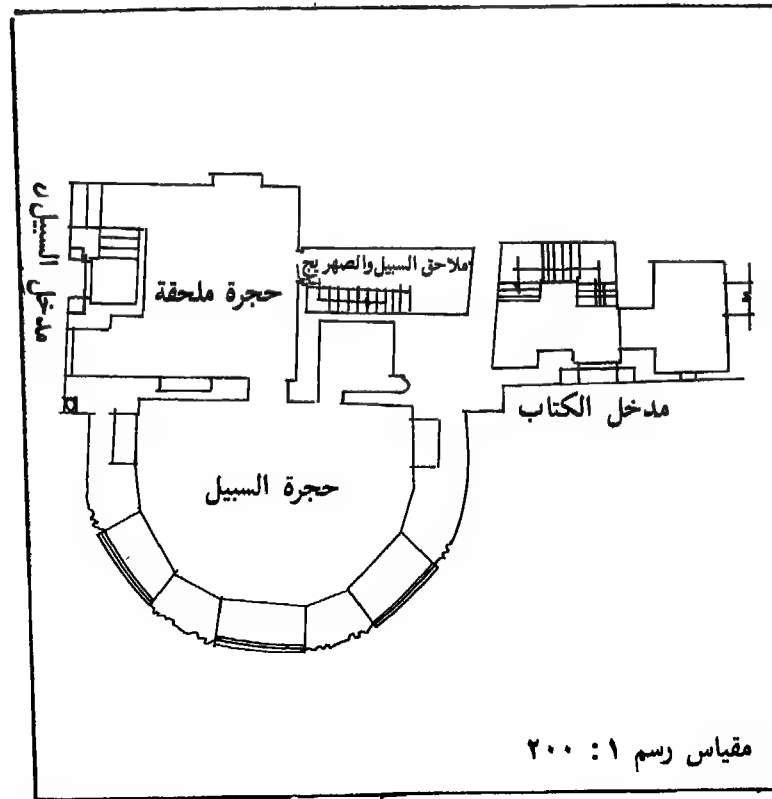 مدخل السبيل
ملاحق السبيل والصهريج
حجرة ملحقة
مدخل الكتاب
حجرة السبيل
مقياس رسم ١ : ٢٠٠